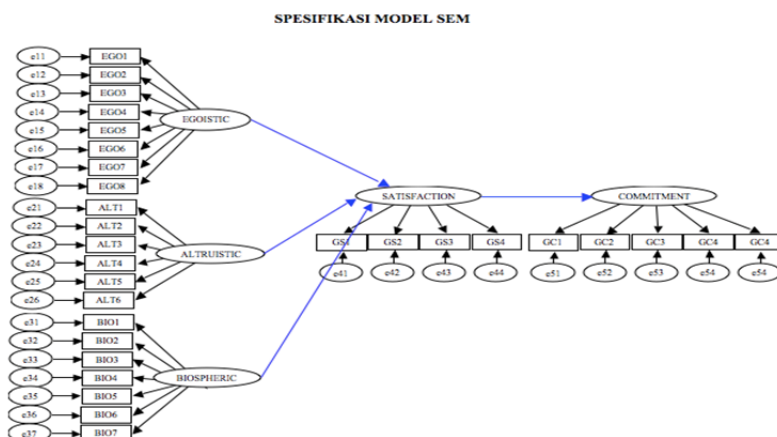 SPESIFIKASI MODEL SEM
e11 EGO1
e12 EGO2
e13 EGO3
e14 EGO4
e15 EGO5
e16 EGO6
e17 EGO7
e18 EGO8
EGOISTIC
e21 ALT1
e22 ALT2
e23 ALT3
e24 ALT4
e25 ALT5
e26 ALT6
ALTRUISTIC
e31 BIO1
e32 BIO2
e33 BIO3
e34 BIO4
e35 BIO5
e36 BIO6
e37 BIO7
BIOSPHERIC
SATISFACTION
GS1 GS2 GS3 GS4
e41 e42 e43 e44
COMMITMENT
GC1 GC2 GC3 GC4 GC4
e51 e52 e53 e54 e54